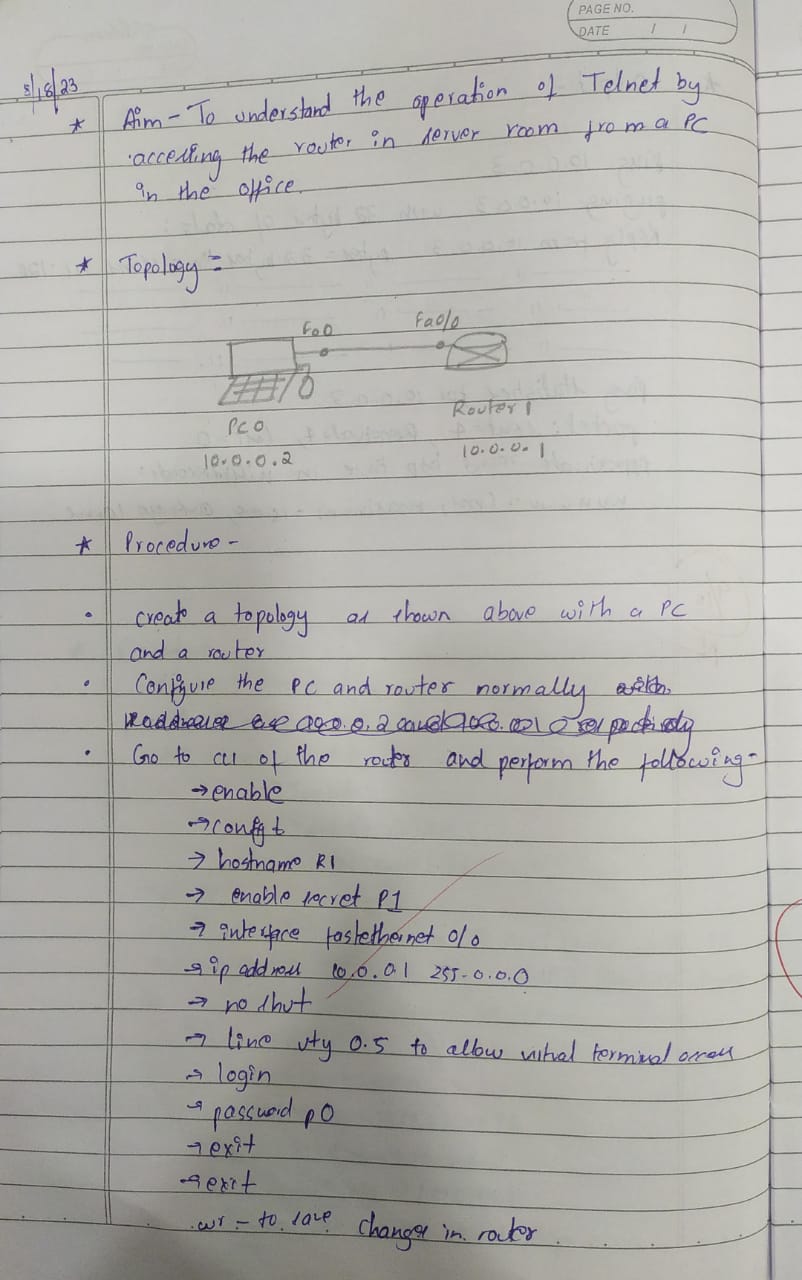 PAGE NO.
DATE / /
5/18/23
* Aim - To understand the operation of Telnet by
accessing the router in server room from a PC
in the office.
* Topology =
Fa0 Fa0/0
PC0 Router 1
10.0.0.2 10.0.0.1
* Procedure -
• create a topology as shown above with a PC
and a router
• Configure the PC and router normally with
• Go to CLI of the router and perform the following -
→ enable
→ config t
→ hostname R1
→ enable secret P1
→ interface fastethernet 0/0
→ ip address 10.0.0.1 255.0.0.0
→ no shut
→ line vty 0.5 to allow virtual terminal access
→ login
→ password p0
→ exit
→ exit
wr - to save changes in router